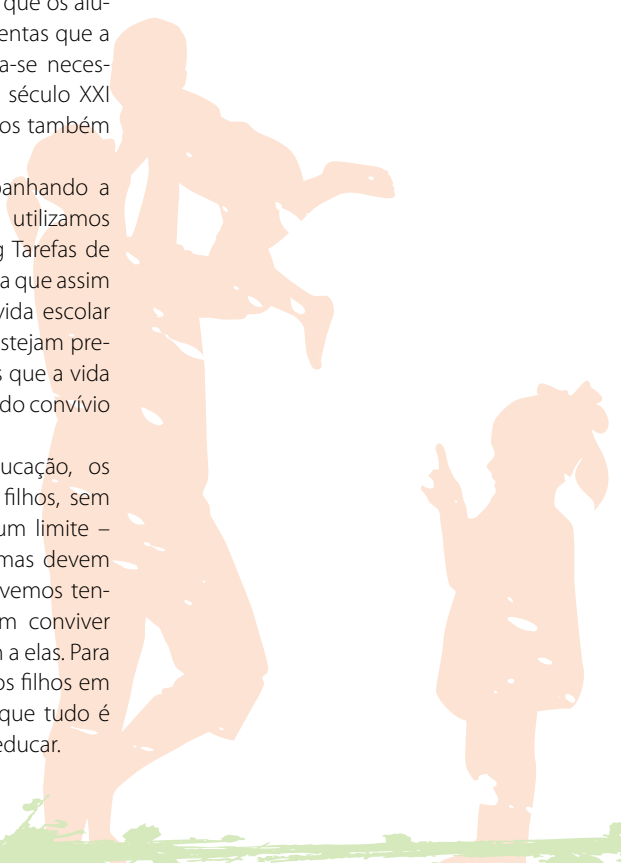 que os alu-
entas que a
a-se neces-
século XXI
os também
panhando a
utilizamos
g Tarefas de
a que assim
vida escolar
stejam pre-
s que a vida
do convívio
ucação, os
filhos, sem
um limite –
mas devem
vemos ten-
m conviver
n a elas. Para
os filhos em
que tudo é
educar.